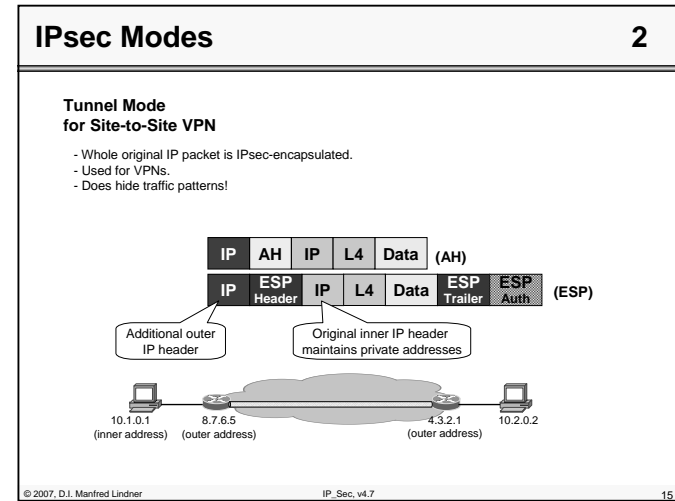 IPsec Modes 2
Tunnel Mode
for Site-to-Site VPN
- Whole original IP packet is IPsec-encapsulated.
- Used for VPNs.
- Does hide traffic patterns!
IP AH IP L4 Data (AH)
IP ESP Header IP L4 Data ESP Trailer ESP Auth (ESP)
Additional outer
IP header
Original inner IP header
maintains private addresses
10.1.0.1 8.7.6.5 4.3.2.1 10.2.0.2
(inner address) (outer address) (outer address)
© 2007, D.I. Manfred Lindner IP_Sec, v4.7 15